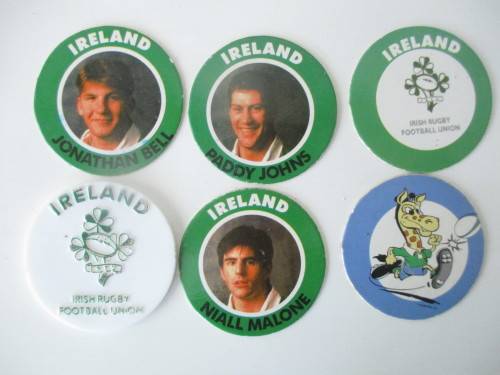 IRELAND
JONATHAN BELL
IRELAND
PADDY JOHNS
IRELAND
IRISH RUGBY
FOOTBALL UNION
IRELAND
IRISH RUGBY
FOOTBALL UNION
IRELAND
NIALL MALONE